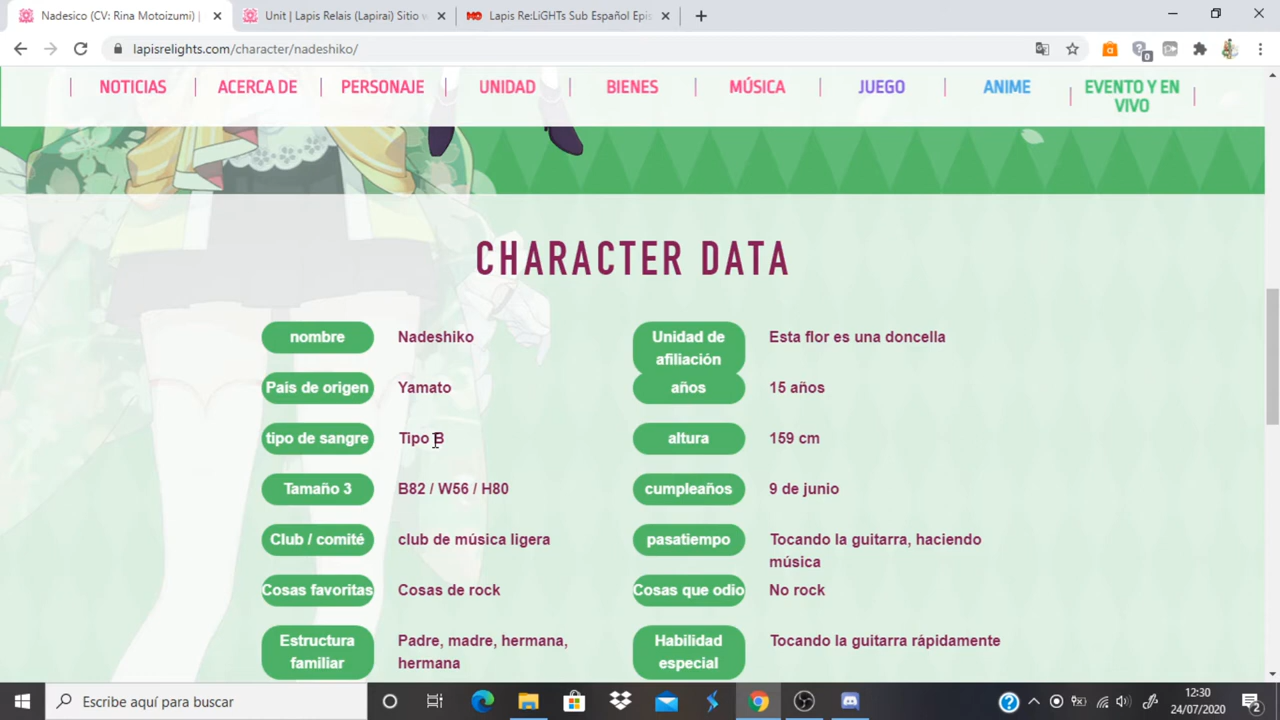 Nadesico (CV: Rina Motoizumi) |
Unit | Lapis Relais (Lapirai) Sitio w
Lapis Re:LiGHTs Sub Español Epis
lapisrelights.com/character/nadeshiko/
NOTICIAS
ACERCA DE
PERSONAJE
UNIDAD
BIENES
MÚSICA
JUEGO
ANIME
EVENTO Y EN
VIVO
CHARACTER DATA
nombre
Nadeshiko
Unidad de
afiliación
Esta flor es una doncella
País de origen
Yamato
años
15 años
tipo de sangre
Tipo B
altura
159 cm
Tamaño 3
B82 / W56 / H80
cumpleaños
9 de junio
Club / comité
club de música ligera
pasatiempo
Tocando la guitarra, haciendo
música
Cosas favoritas
Cosas de rock
Cosas que odio
No rock
Estructura
familiar
Padre, madre, hermana,
hermana
Habilidad
especial
Tocando la guitarra rápidamente
Escribe aquí para buscar
12:30
24/07/2020
2